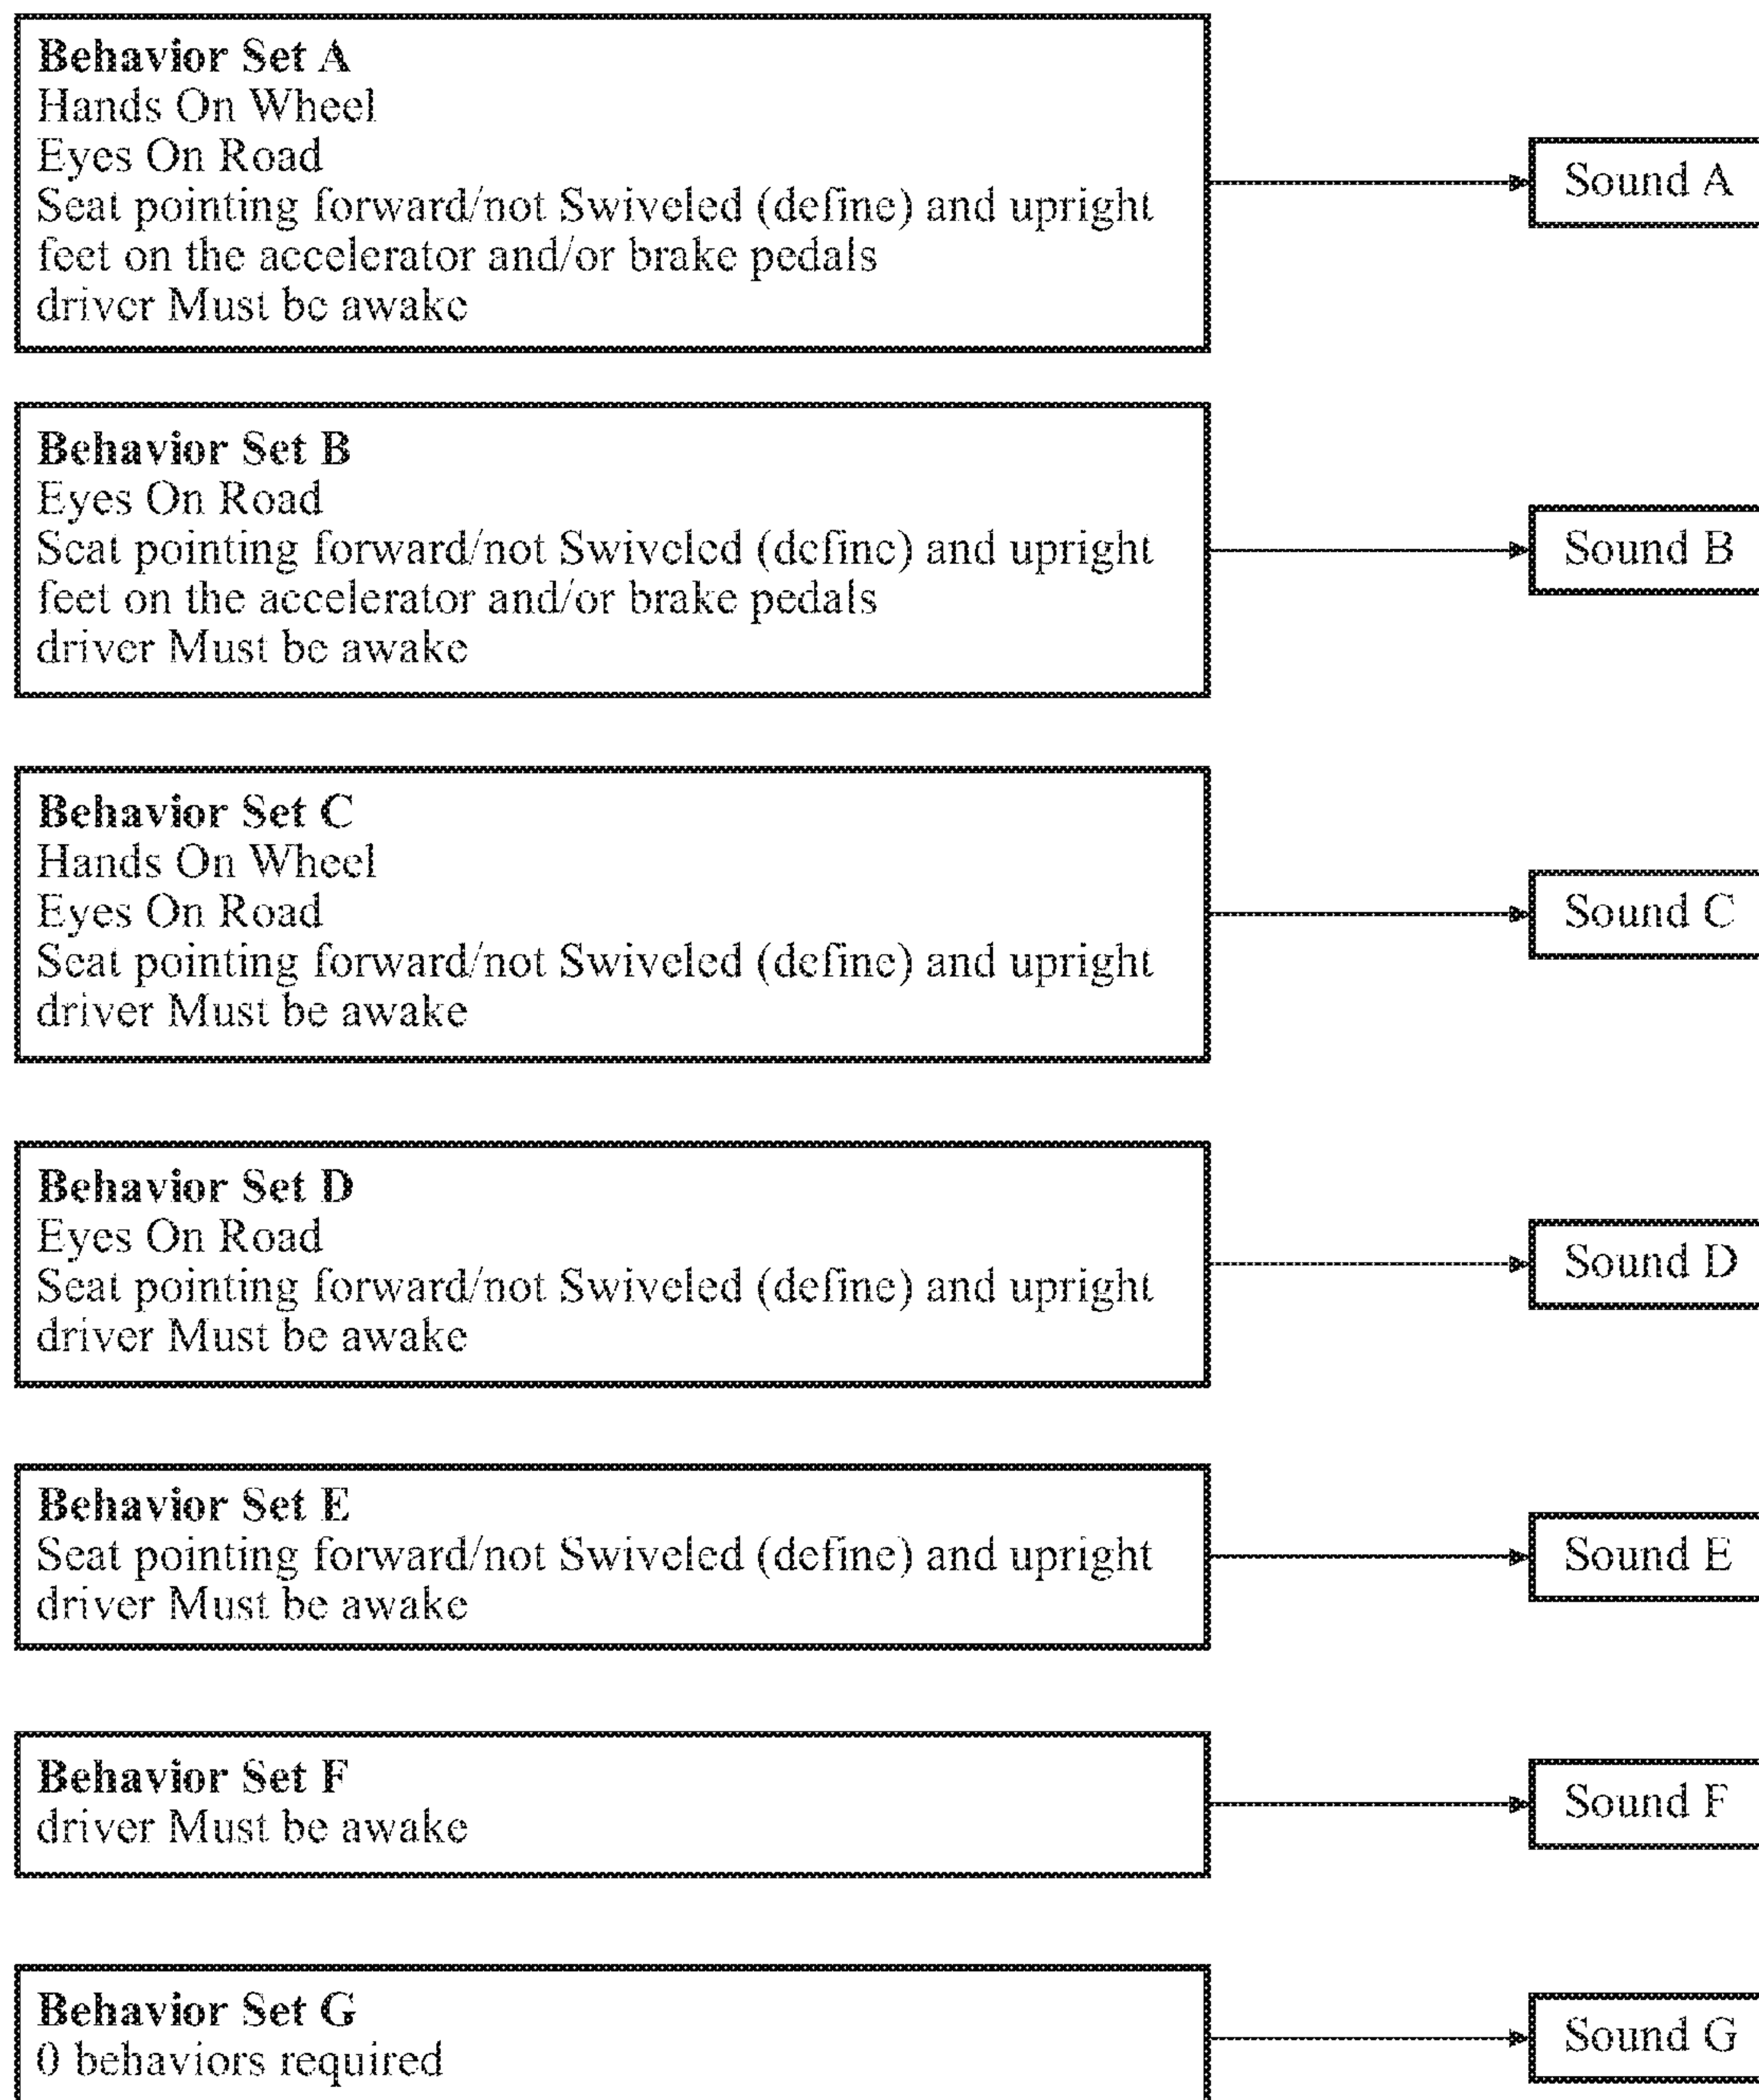 Behavior Set A
Hands On Wheel
Eyes On Road
Seat pointing forward/not Swiveled (define) and upright
feet on the accelerator and/or brake pedals
driver Must be awake
Sound A
Behavior Set B
Eyes On Road
Seat pointing forward/not Swiveled (define) and upright
feet on the accelerator and/or brake pedals
driver Must be awake
Sound B
Behavior Set C
Hands On Wheel
Eyes On Road
Seat pointing forward/not Swiveled (define) and upright
driver Must be awake
Sound C
Behavior Set D
Eyes On Road
Seat pointing forward/not Swiveled (define) and upright
driver Must be awake
Sound D
Behavior Set E
Seat pointing forward/not Swiveled (define) and upright
driver Must be awake
Sound E
Behavior Set F
driver Must be awake
Sound F
Behavior Set G
0 behaviors required
Sound G